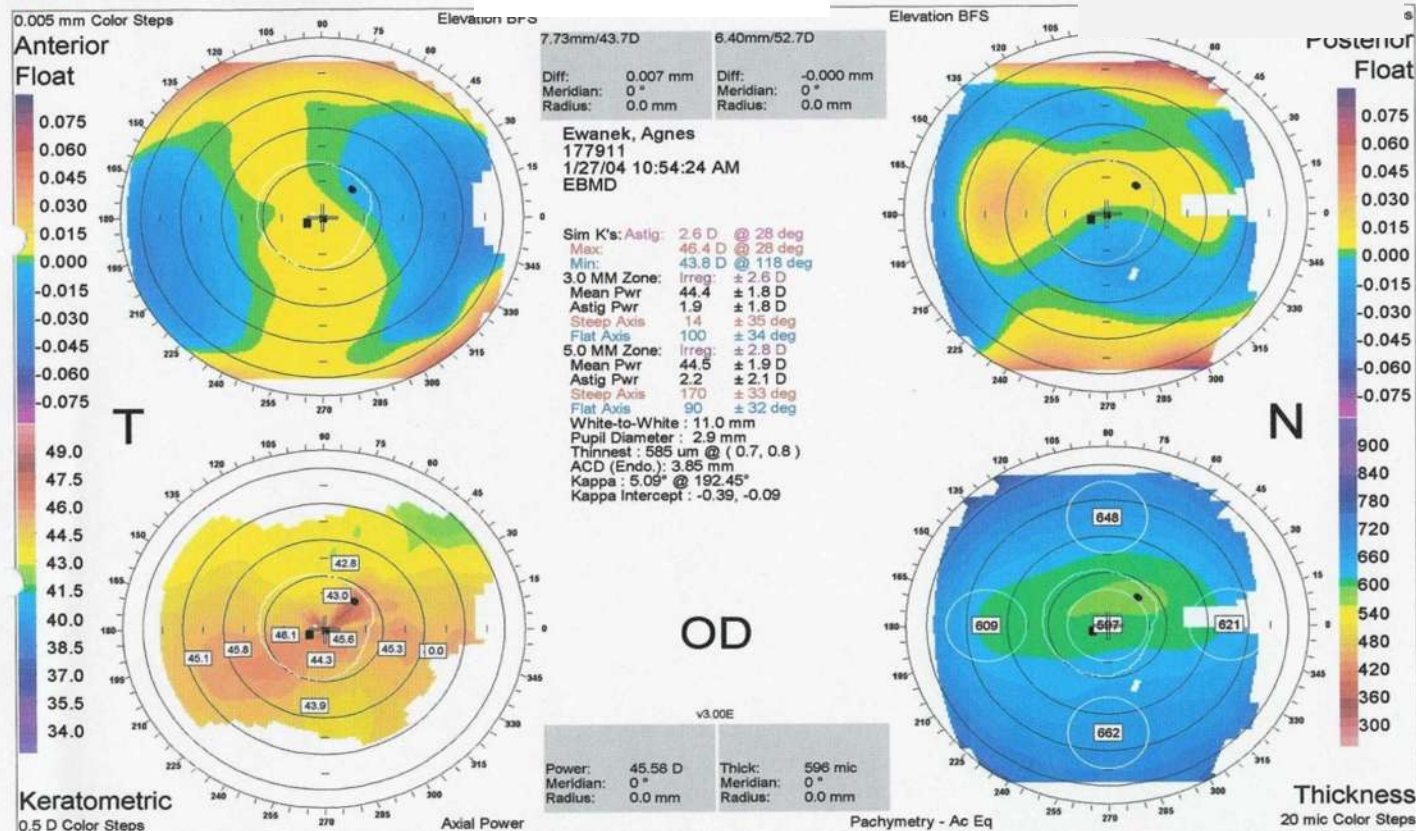 0.005 mm Color Steps
Elevation BFS
Elevation BFS
Anterior
Float
Posterior
Float
7.73mm/43.7D
Diff: 0.007 mm
Meridian: 0 °
Radius: 0.0 mm
6.40mm/52.7D
Diff: -0.000 mm
Meridian: 0 °
Radius: 0.0 mm
Ewanek, Agnes
177911
1/27/04 10:54:24 AM
EBMD
Sim K's: Astig: 2.6 D @ 28 deg
Max: 46.4 D @ 28 deg
Min: 43.8 D @ 118 deg
3.0 MM Zone: Irreg: ± 2.6 D
Mean Pwr 44.4 ± 1.8 D
Astig Pwr 1.9 ± 1.8 D
Steep Axis 14 ± 35 deg
Flat Axis 100 ± 34 deg
5.0 MM Zone: Irreg: ± 2.8 D
Mean Pwr 44.5 ± 1.9 D
Astig Pwr 2.2 ± 2.1 D
Steep Axis 170 ± 33 deg
Flat Axis 90 ± 32 deg
White-to-White : 11.0 mm
Pupil Diameter : 2.9 mm
Thinnest : 585 um @ ( 0.7, 0.8 )
ACD (Endo.): 3.85 mm
Kappa : 5.09° @ 192.45°
Kappa Intercept : -0.39, -0.09
0.075
0.060
0.045
0.030
0.015
0.000
-0.015
-0.030
-0.045
-0.060
-0.075
49.0
47.5
46.0
44.5
43.0
41.5
40.0
38.5
37.0
35.5
34.0
T
N
0.075
0.060
0.045
0.030
0.015
0.000
-0.015
-0.030
-0.045
-0.060
-0.075
900
840
780
720
660
600
540
480
420
360
300
42.8
43.0
46.1
45.6
45.1
45.8
44.3
45.3
0.0
43.9
648
609
597
621
662
OD
v3.00E
Power: 45.56 D
Meridian: 0 °
Radius: 0.0 mm
Thick: 596 mic
Meridian: 0 °
Radius: 0.0 mm
Keratometric
0.5 D Color Steps
Axial Power
Pachymetry - Ac Eq
Thickness
20 mic Color Steps